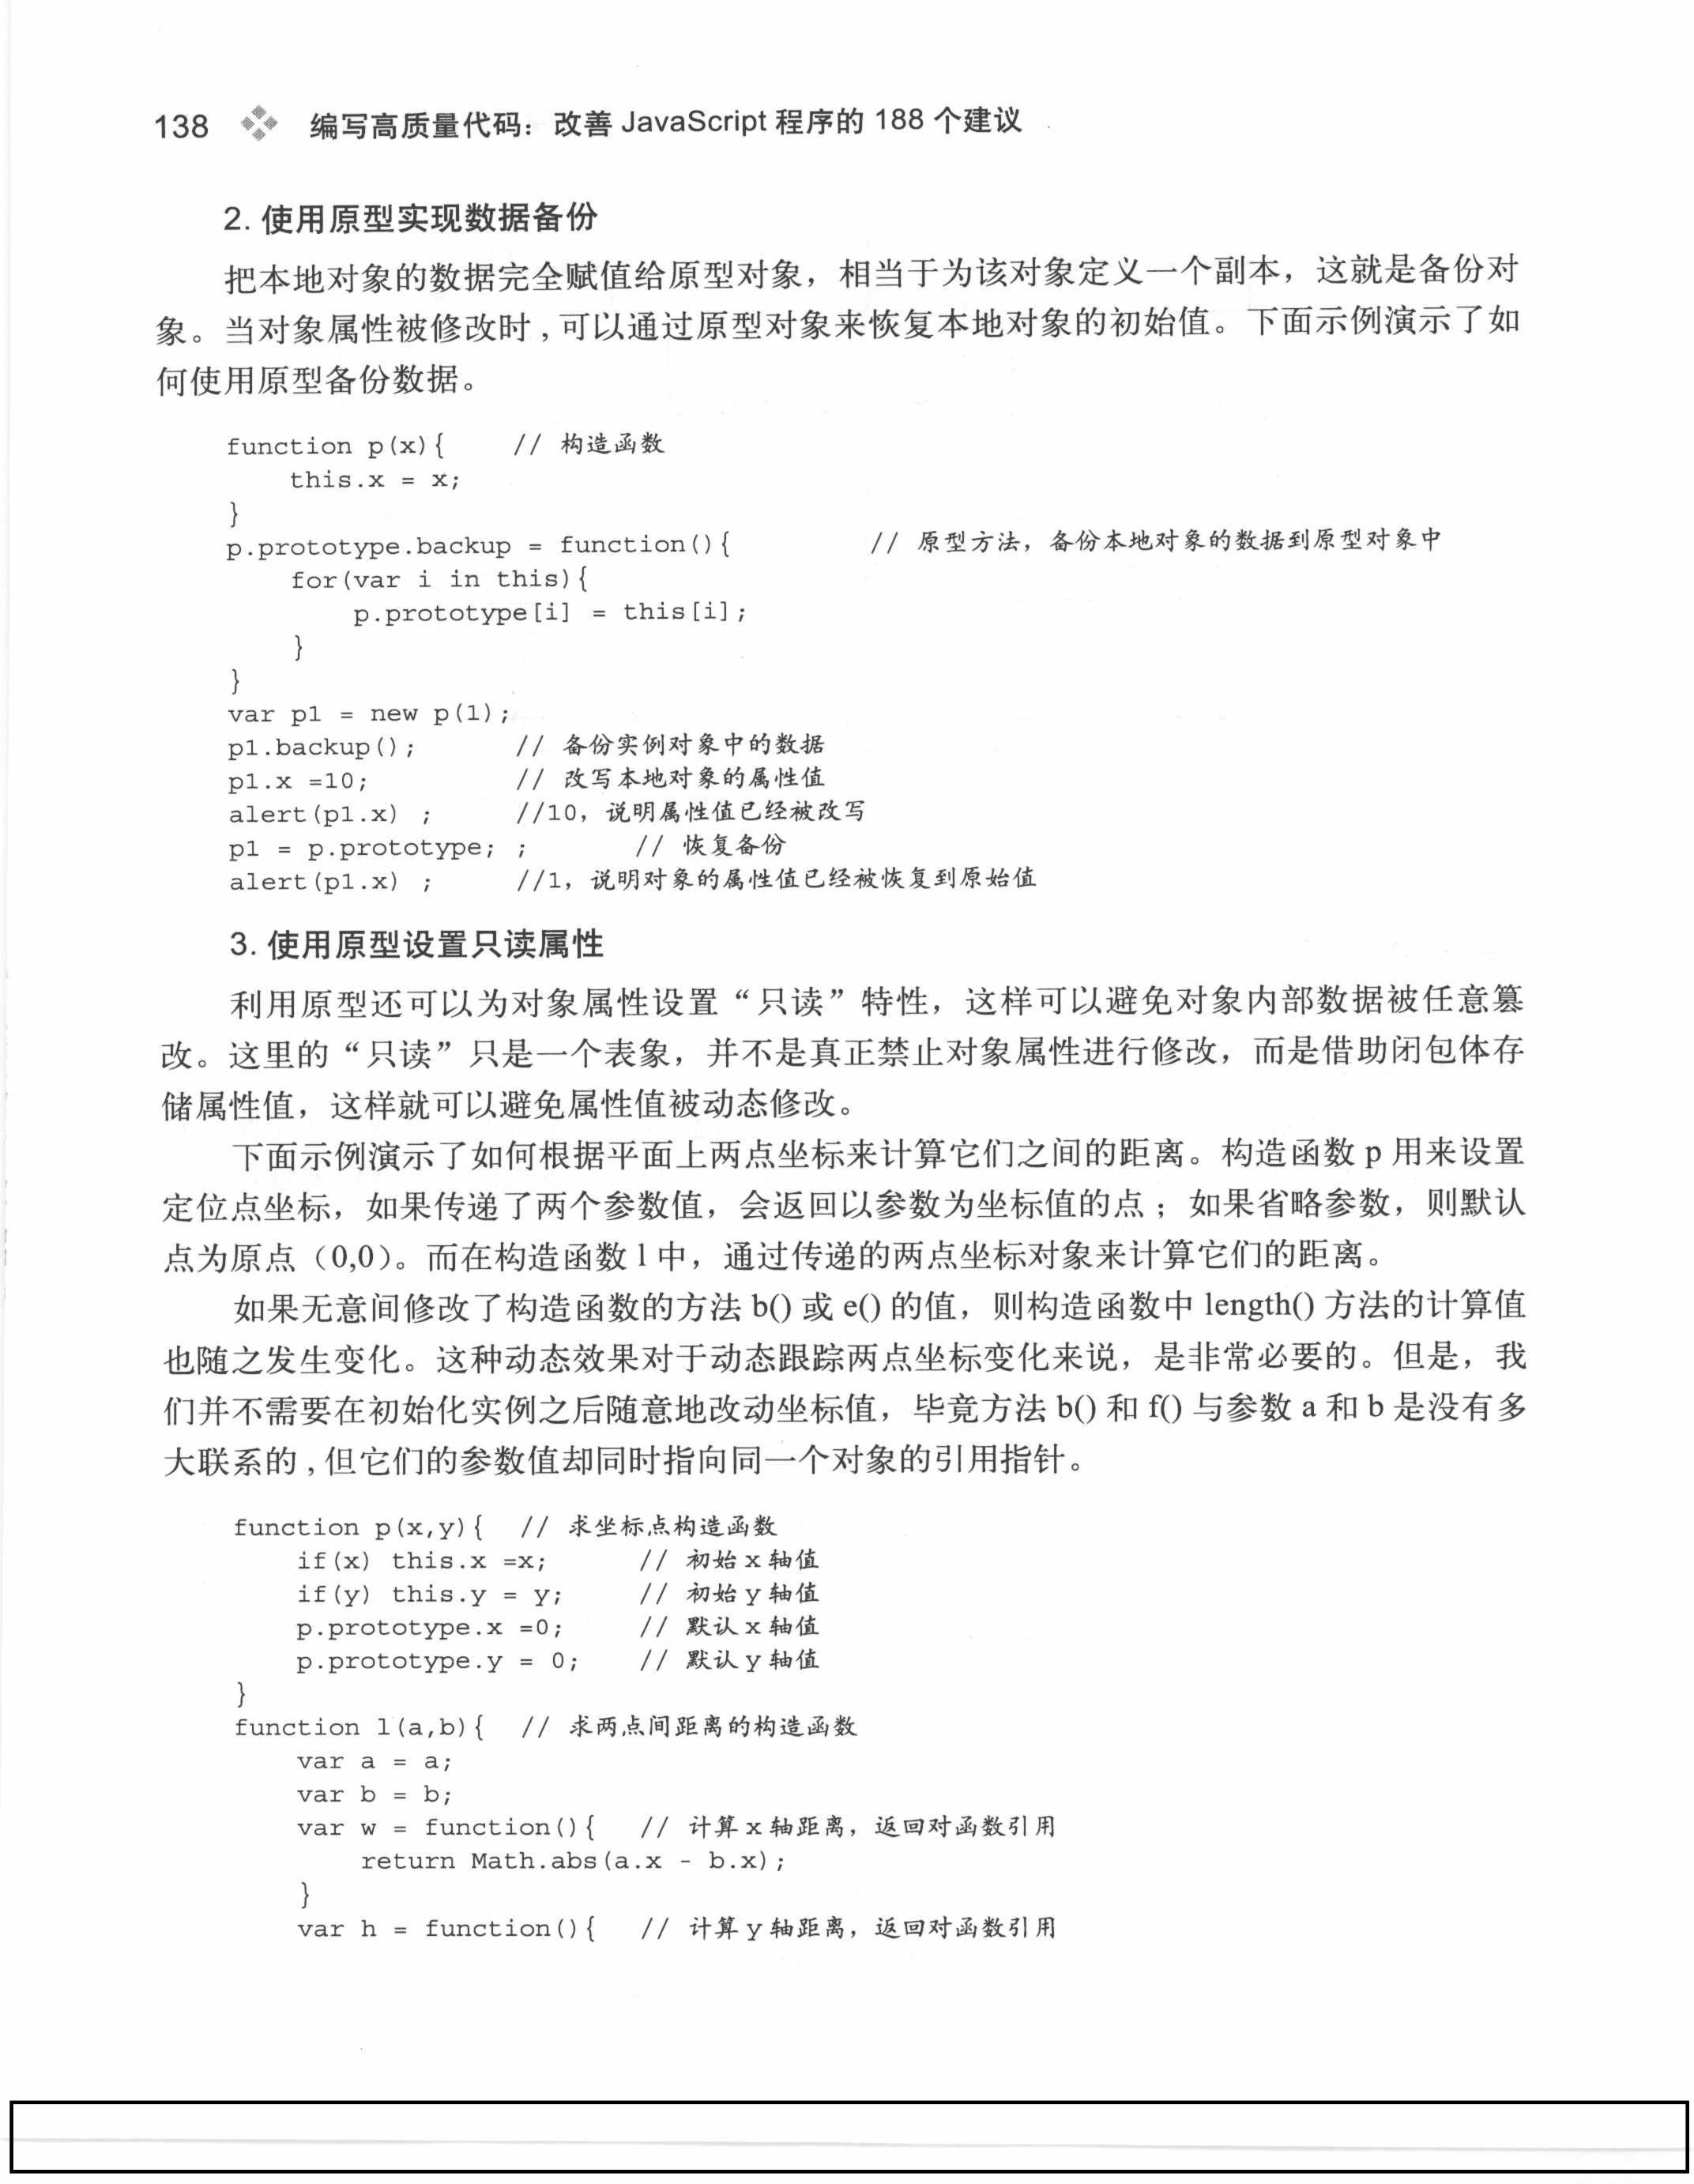 138 编写高质量代码：改善 JavaScript 程序的 188 个建议
2. 使用原型实现数据备份
把本地对象的数据完全赋值给原型对象，相当于为该对象定义一个副本，这就是备份对
象。当对象属性被修改时 , 可以通过原型对象来恢复本地对象的初始值。下面示例演示了如
何使用原型备份数据。
function p(x){ // 构造函数
this.x = x;
}
p.prototype.backup = function(){ // 原型方法，备份本地对象的数据到原型对象中
for(var i in this){
p.prototype[i] = this[i];
}
}
var p1 = new p(1);
p1.backup(); // 备份实例对象中的数据
p1.x =10; // 改写本地对象的属性值
alert(p1.x) ; //10，说明属性值已经被改写
p1 = p.prototype; ; // 恢复备份
alert(p1.x) ; //1，说明对象的属性值已经被恢复到原始值
3. 使用原型设置只读属性
利用原型还可以为对象属性设置“只读”特性，这样可以避免对象内部数据被任意篡
改。这里的“只读”只是一个表象，并不是真正禁止对象属性进行修改，而是借助闭包体存
储属性值，这样就可以避免属性值被动态修改。
下面示例演示了如何根据平面上两点坐标来计算它们之间的距离。构造函数 p 用来设置
定位点坐标，如果传递了两个参数值，会返回以参数为坐标值的点；如果省略参数，则默认
点为原点（0,0）。而在构造函数 l 中，通过传递的两点坐标对象来计算它们的距离。
如果无意间修改了构造函数的方法 b() 或 e() 的值，则构造函数中 length() 方法的计算值
也随之发生变化。这种动态效果对于动态跟踪两点坐标变化来说，是非常必要的。但是，我
们并不需要在初始化实例之后随意地改动坐标值，毕竟方法 b() 和 f() 与参数 a 和 b 是没有多
大联系的 , 但它们的参数值却同时指向同一个对象的引用指针。
function p(x,y){ // 求坐标点构造函数
if(x) this.x =x; // 初始 x 轴值
if(y) this.y = y; // 初始 y 轴值
p.prototype.x =0; // 默认 x 轴值
p.prototype.y = 0; // 默认 y 轴值
}
function l(a,b){ // 求两点间距离的构造函数
var a = a;
var b = b;
var w = function(){ // 计算 x 轴距离，返回对函数引用
return Math.abs(a.x - b.x);
}
var h = function(){ // 计算 y 轴距离，返回对函数引用